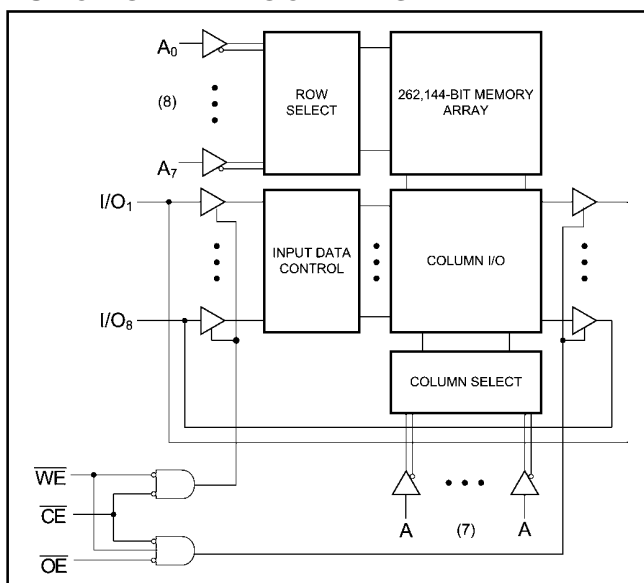 A0
(8)
A7
ROW
SELECT
262,144-BIT MEMORY
ARRAY
I/O1
I/O8
INPUT DATA
CONTROL
COLUMN I/O
COLUMN SELECT
WE
CE
OE
A
(7)
A